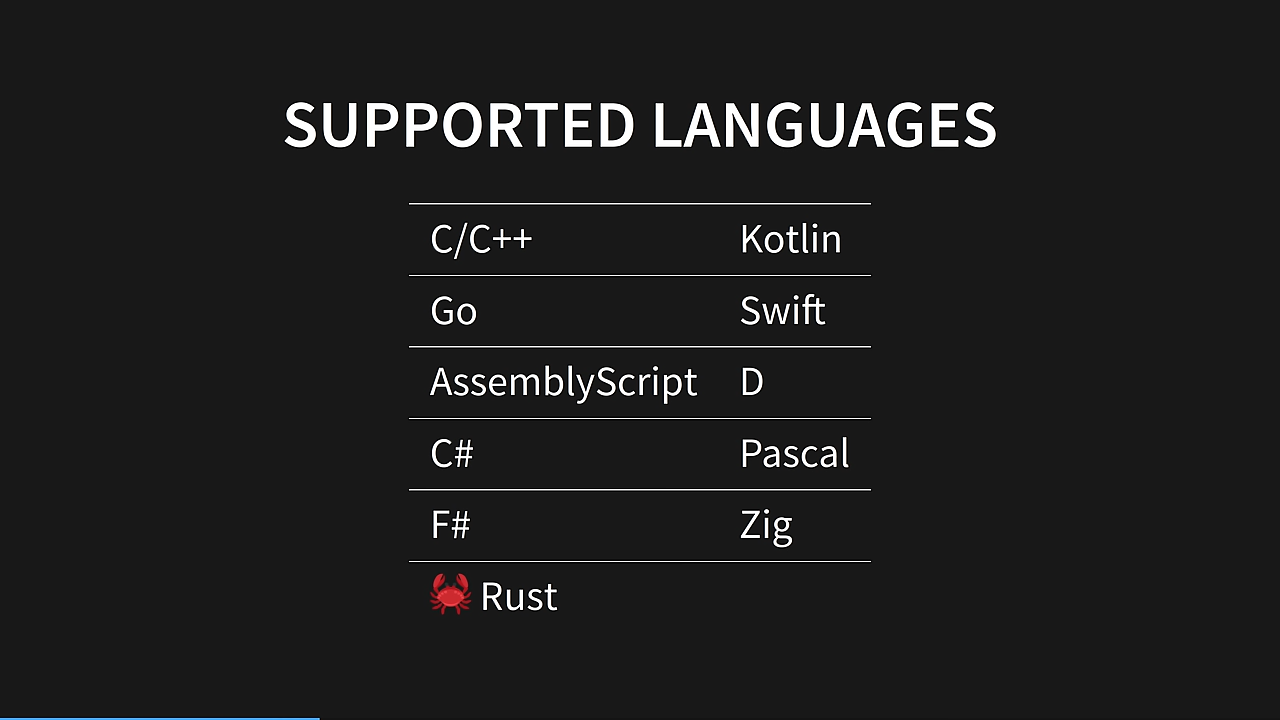 SUPPORTED LANGUAGES
C/C++ Kotlin
Go Swift
AssemblyScript D
C# Pascal
F# Zig
🦀 Rust